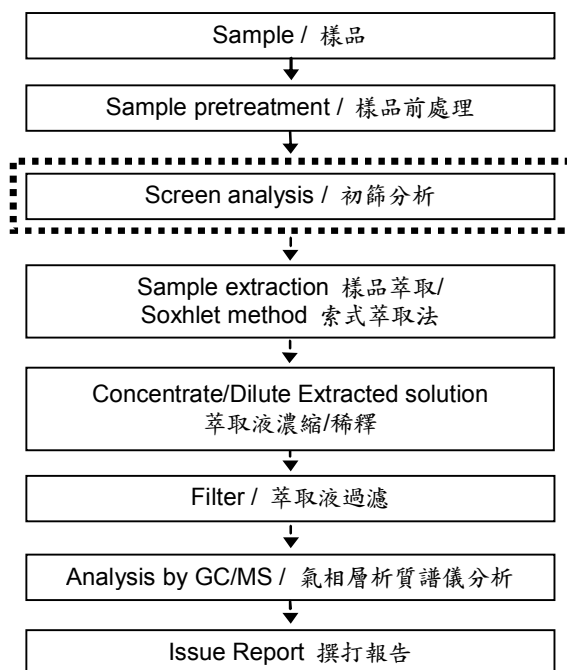 Sample / 樣品
Sample pretreatment / 樣品前處理
Screen analysis / 初篩分析
Sample extraction 樣品萃取/
Soxhlet method 索式萃取法
Concentrate/Dilute Extracted solution
萃取液濃縮/稀釋
Filter / 萃取液過濾
Analysis by GC/MS / 氣相層析質譜儀分析
Issue Report 撰打報告